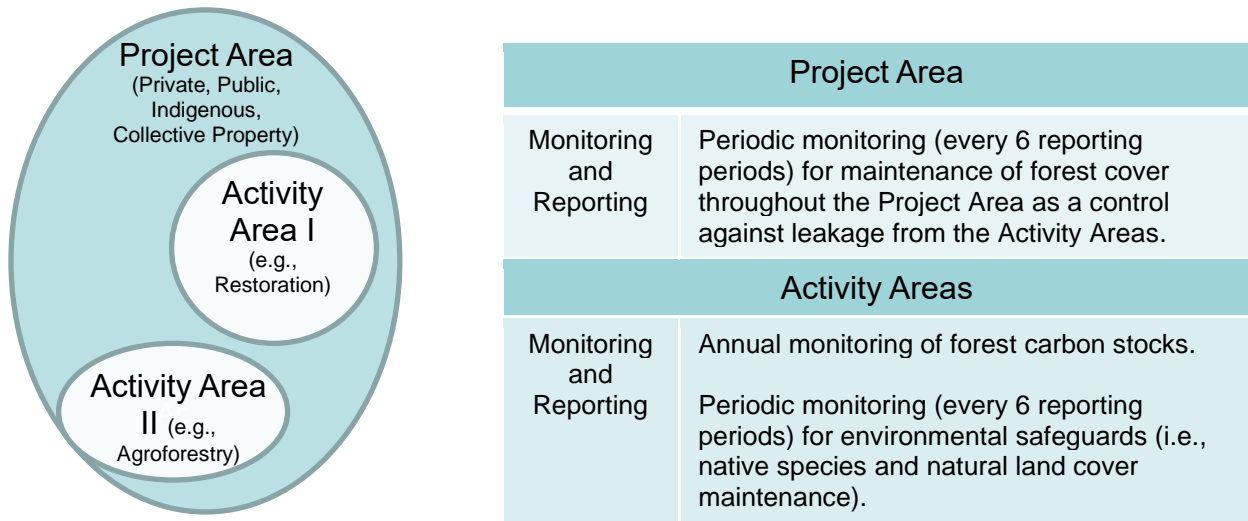 Project Area
(Private, Public,
Indigenous,
Collective Property)
Activity
Area I
(e.g.,
Restoration)
Activity Area
II (e.g.,
Agroforestry)
Project Area
Monitoring
and
Reporting
Periodic monitoring (every 6 reporting
periods) for maintenance of forest cover
throughout the Project Area as a control
against leakage from the Activity Areas.
Activity Areas
Monitoring
and
Reporting
Annual monitoring of forest carbon stocks.
Periodic monitoring (every 6 reporting
periods) for environmental safeguards (i.e.,
native species and natural land cover
maintenance).